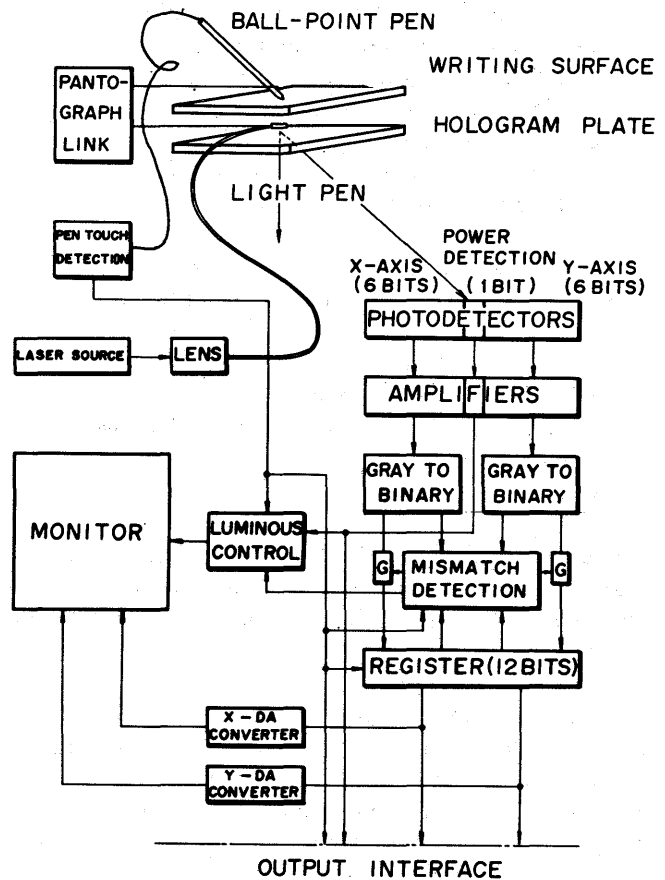 BALL-POINT PEN
WRITING SURFACE
PANTO-
GRAPH
LINK
HOLOGRAM PLATE
LIGHT PEN
PEN TOUCH
DETECTION
POWER
DETECTION
X-AXIS
(6 BITS)
(1 BIT)
Y-AXIS
(6 BITS)
PHOTODETECTORS
LASER SOURCE
LENS
AMPLIFIERS
GRAY TO
BINARY
GRAY TO
BINARY
MONITOR
LUMINOUS
CONTROL
G
MISMATCH
DETECTION
G
REGISTER (12 BITS)
X-DA
CONVERTER
Y-DA
CONVERTER
OUTPUT INTERFACE